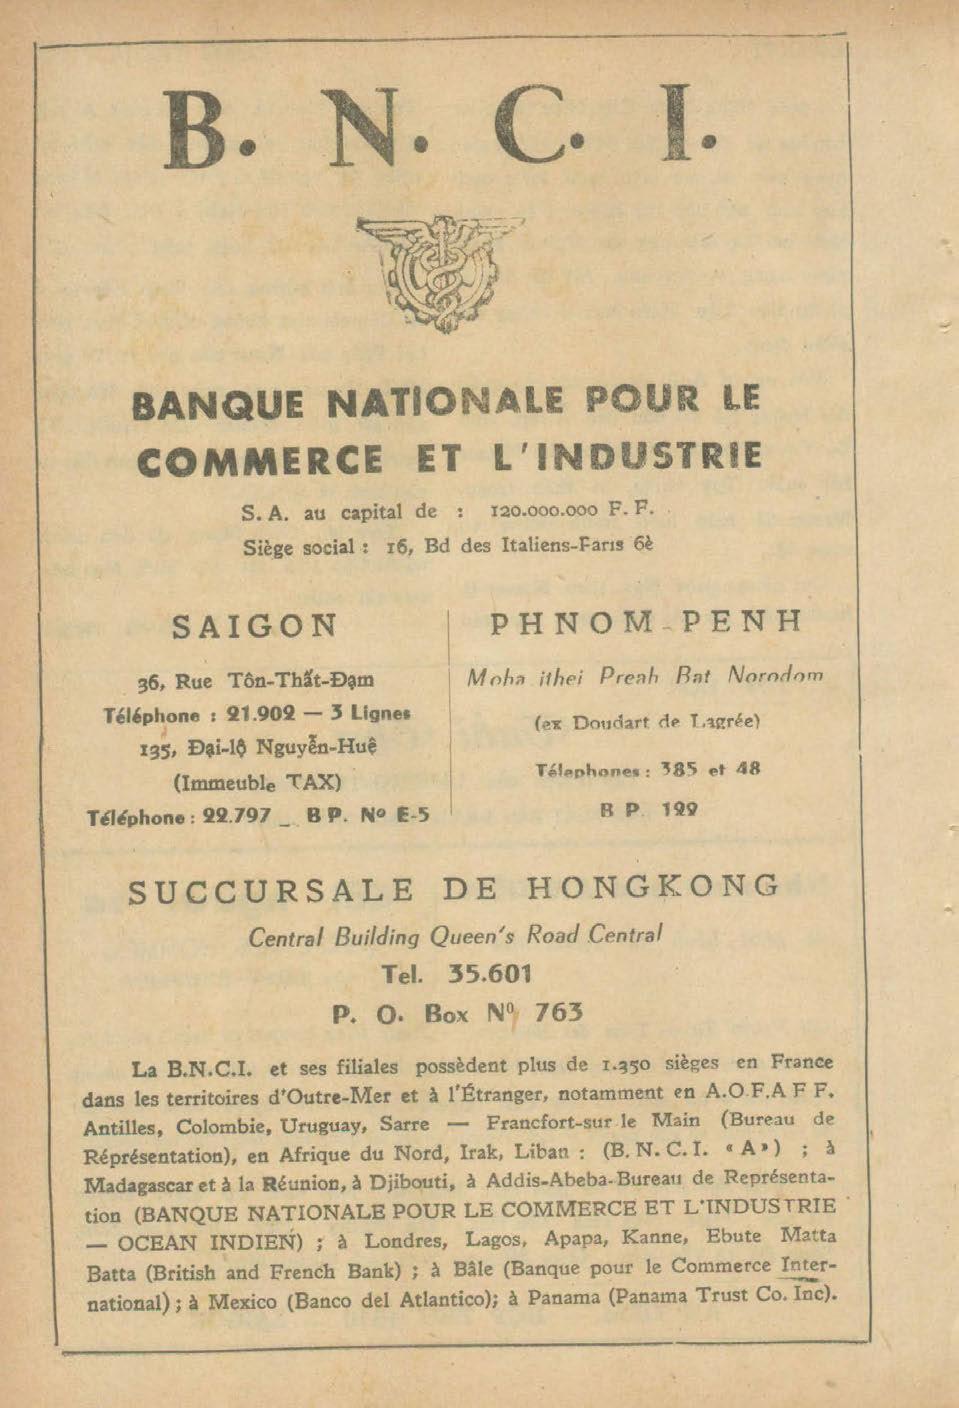 B. N. C. I.
BANQUE NATIONALE POUR LE
COMMERCE ET L'INDUSTRIE
S. A. au capital de : 120.000.000 F. F.
Siège social : 16, Bd des Italiens-Paris 6è
SAIGON
36, Rue Tôn-Thất-Đạm
Téléphone : 21.902 — 3 Lignes
135, Đại-lộ Nguyễn-Huệ
(Immeuble TAX)
Téléphone : 22.797 _ B P. Nº E-5
PHNOM-PENH
Moha ithei Preah Bat Norodom
(ex Doudart de Lagrée)
Télephones : 385 et 48
B P. 122
SUCCURSALE DE HONGKONG
Central Building Queen's Road Central
Tel. 35.601
P. O. Box Nº 763
La B.N.C.I. et ses filiales possèdent plus de 1.350 sièges en France
dans les territoires d'Outre-Mer et à l'Étranger, notamment en A.O.F.A F F.
Antilles, Colombie, Uruguay, Sarre — Francfort-sur le Main (Bureau de
Réprésentation), en Afrique du Nord, Irak, Liban : (B. N. C. I. « A») ; à
Madagascar et à la Réunion, à Djibouti, à Addis-Abeba-Bureau de Représenta-
tion (BANQUE NATIONALE POUR LE COMMERCE ET L'INDUSTRIE
— OCEAN INDIEN) ; à Londres, Lagos, Apapa, Kanne, Ebute Matta
Batta (British and French Bank) ; à Bâle (Banque pour le Commerce Inter-
national) ; à Mexico (Banco del Atlantico); à Panama (Panama Trust Co. Inc).